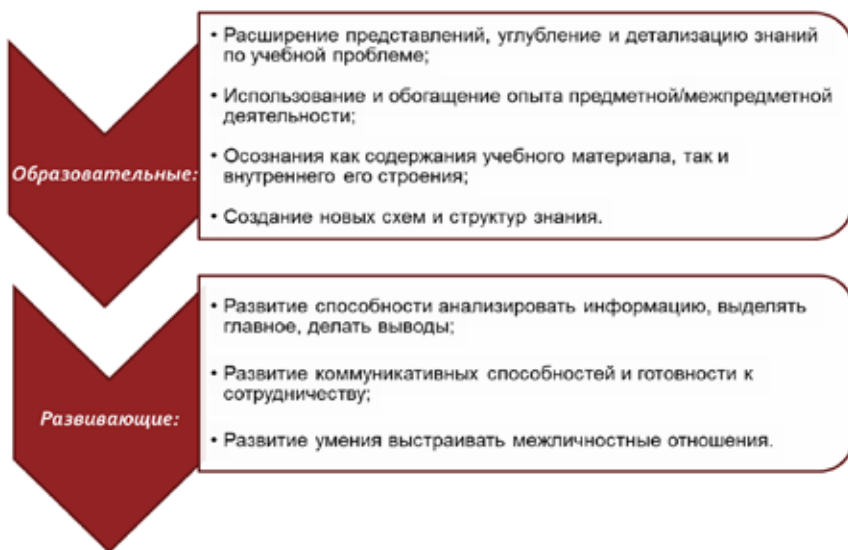 Образовательные:
• Расширение представлений, углубление и детализацию знаний
по учебной проблеме;
• Использование и обогащение опыта предметной/межпредметной
деятельности;
• Осознания как содержания учебного материала, так и
внутреннего его строения;
• Создание новых схем и структур знания.
Развивающие:
• Развитие способности анализировать информацию, выделять
главное, делать выводы;
• Развитие коммуникативных способностей и готовности к
сотрудничеству;
• Развитие умения выстраивать межличностные отношения.